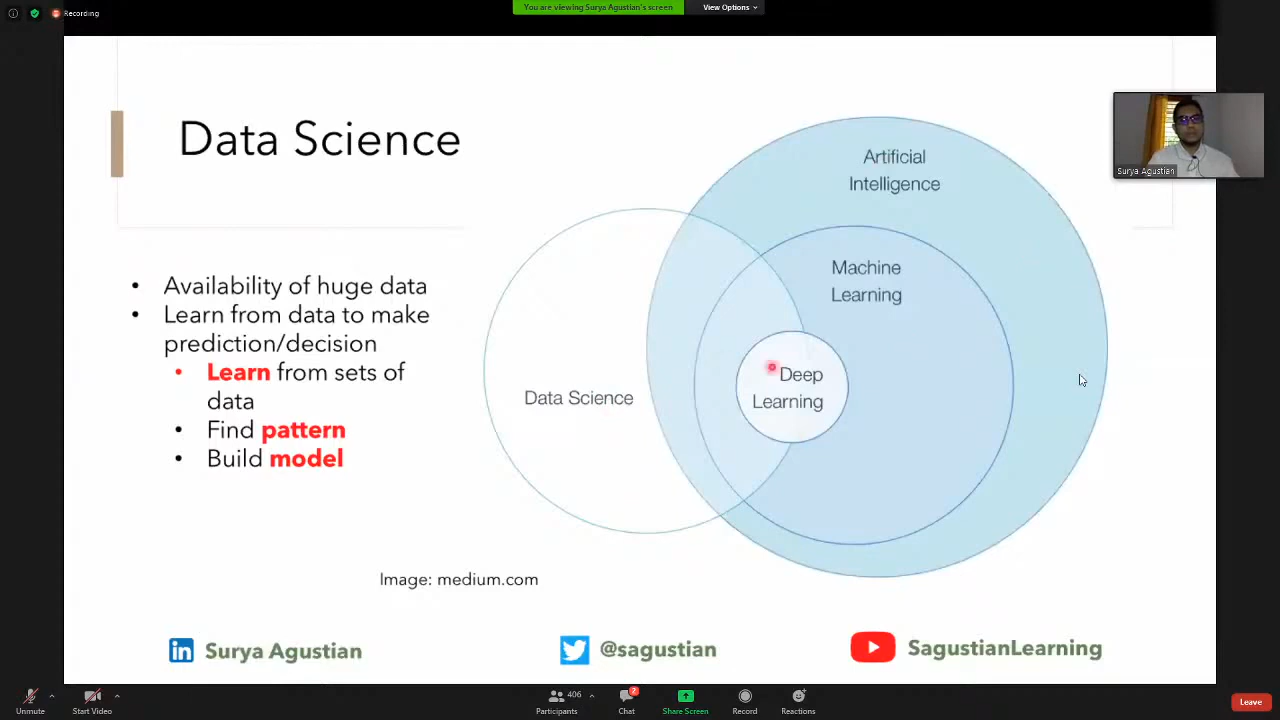 Recording
You are viewing Surya Agustian's screen
View Options
Data Science
Surya Agustian
• Availability of huge data
• Learn from data to make
prediction/decision
• Learn from sets of
data
• Find pattern
• Build model
Artificial
Intelligence
Machine
Learning
Deep
Learning
Data Science
Image: medium.com
in Surya Agustian
@sagustian
SagustianLearning
Unmute
Start Video
406
Participants
2
Chat
Share Screen
Record
Reactions
Leave